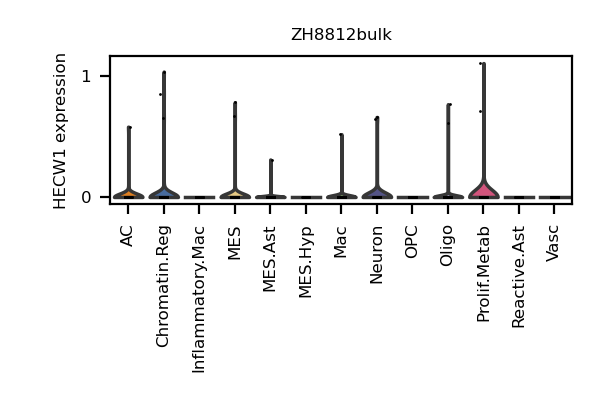 ZH8812bulk
HECW1 expression
1
0
AC
Chromatin.Reg
Inflammatory.Mac
MES
MES.Ast
MES.Hyp
Mac
Neuron
OPC
Oligo
Prolif.Metab
Reactive.Ast
Vasc